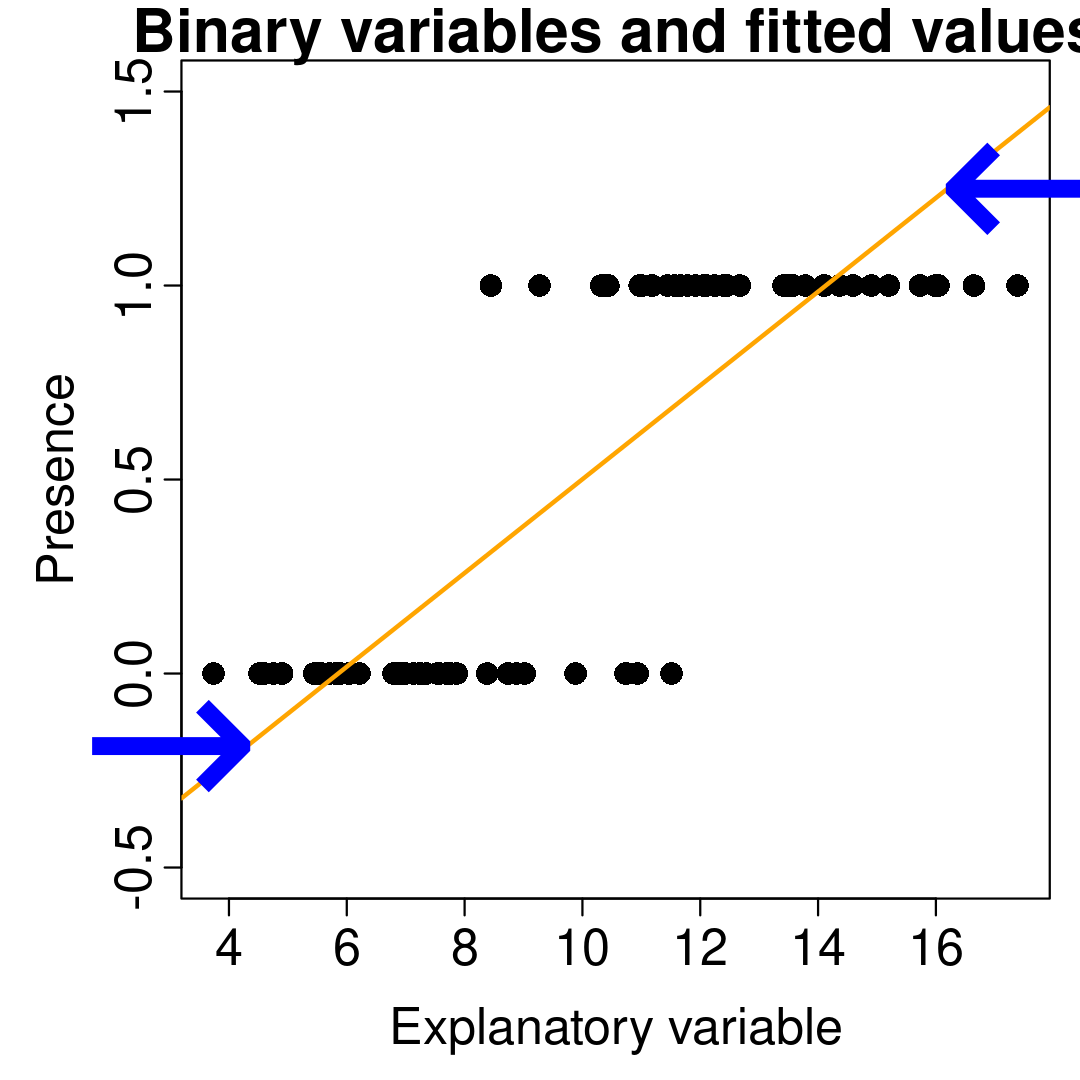 Binary variables and fitted values
1.5
1.0
0.5
0.0
-0.5
Presence
4 6 8 10 12 14 16
Explanatory variable